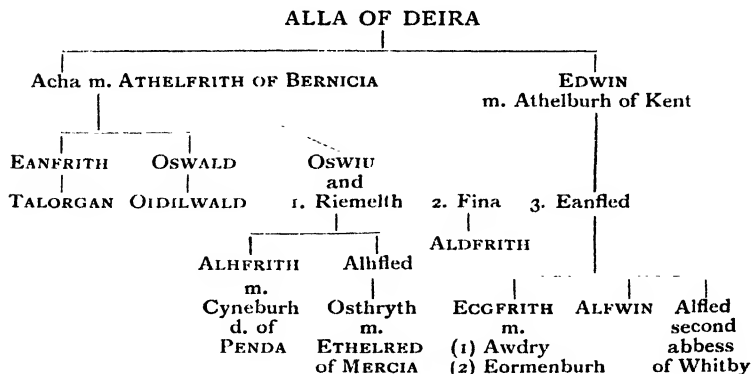 ALLA OF DEIRA
Acha m. ATHELFRITH OF BERNICIA
EDWIN
m. Athelburh of Kent
EANFRITH OSWALD OSWIU
and
TALORGAN OIDILWALD 1. Riemelth 2. Fina 3. Eanfled
ALDFRITH
ALHFRITH Alhfled
m.
Cyneburh
d. of
PENDA
Osthryth
m.
ETHELRED
of MERCIA
ECGFRITH
m.
(1) Awdry
(2) Eormenburh
ALFWIN
Alfled
second
abbess
of Whitby